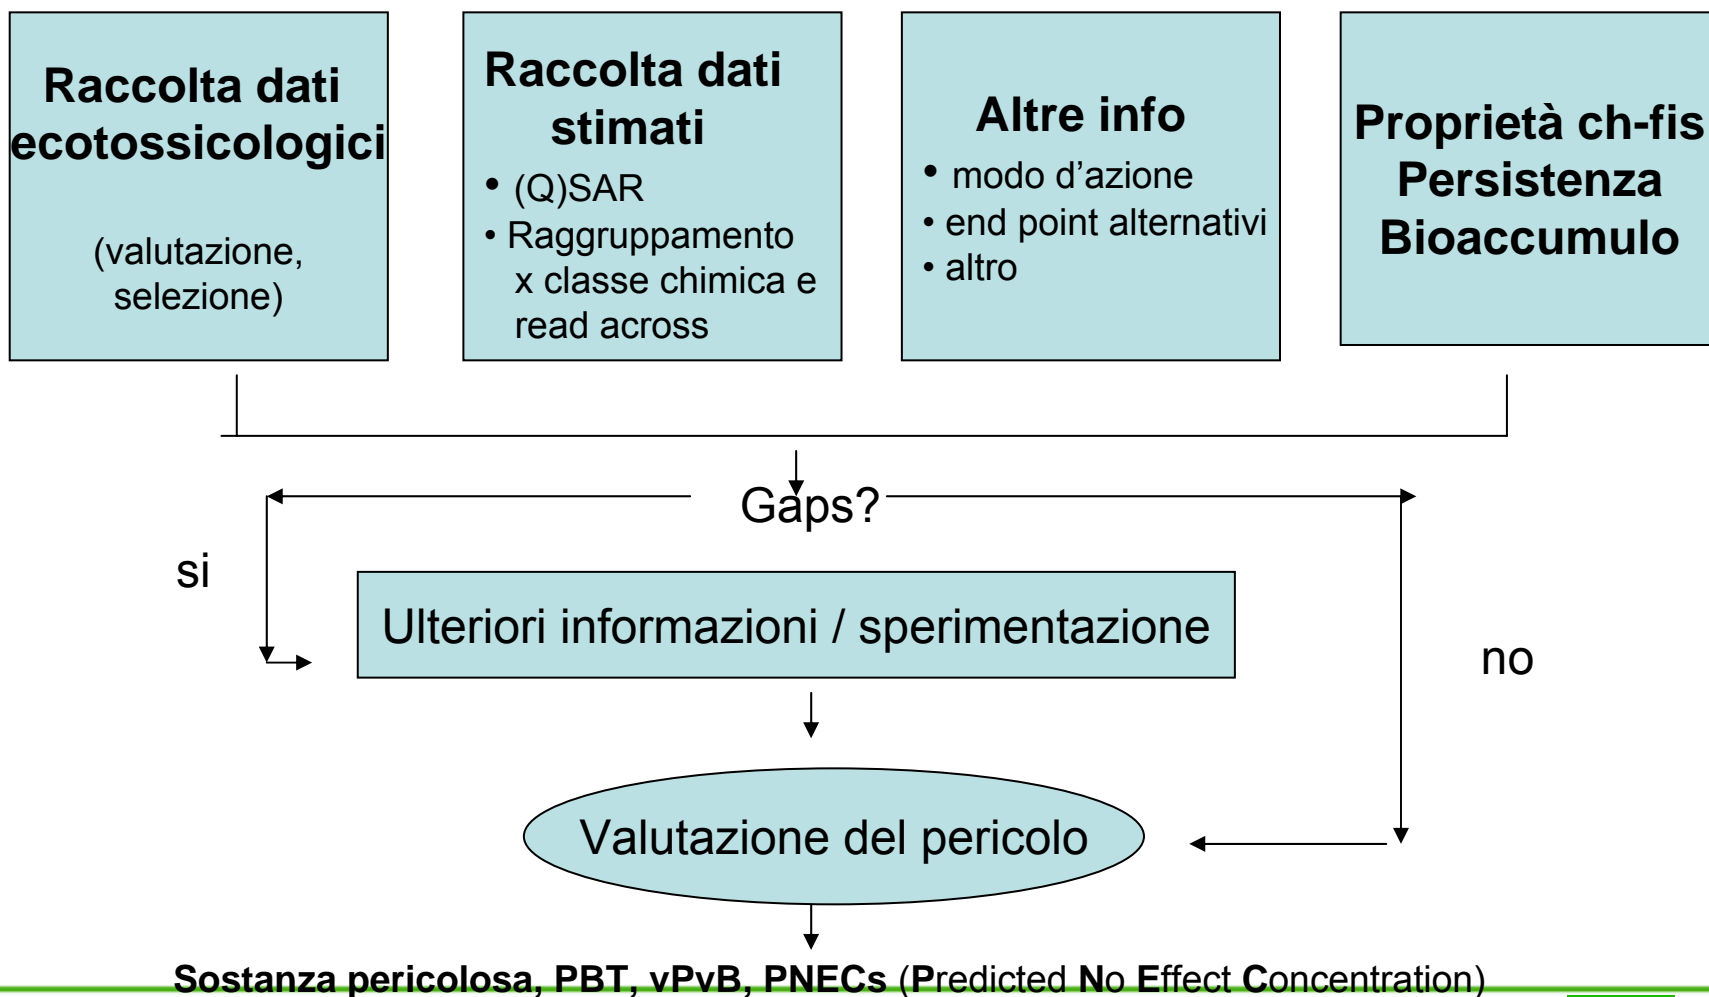 Raccolta dati
ecotossicologici
(valutazione,
selezione)
Raccolta dati
stimati
• (Q)SAR
• Raggruppamento
x classe chimica e
read across
Altre info
• modo d'azione
• end point alternativi
• altro
Proprietà ch-fis
Persistenza
Bioaccumulo
Gaps?
si
Ulteriori informazioni / sperimentazione
no
Valutazione del pericolo
Sostanza pericolosa, PBT, vPvB, PNECs (Predicted No Effect Concentration)